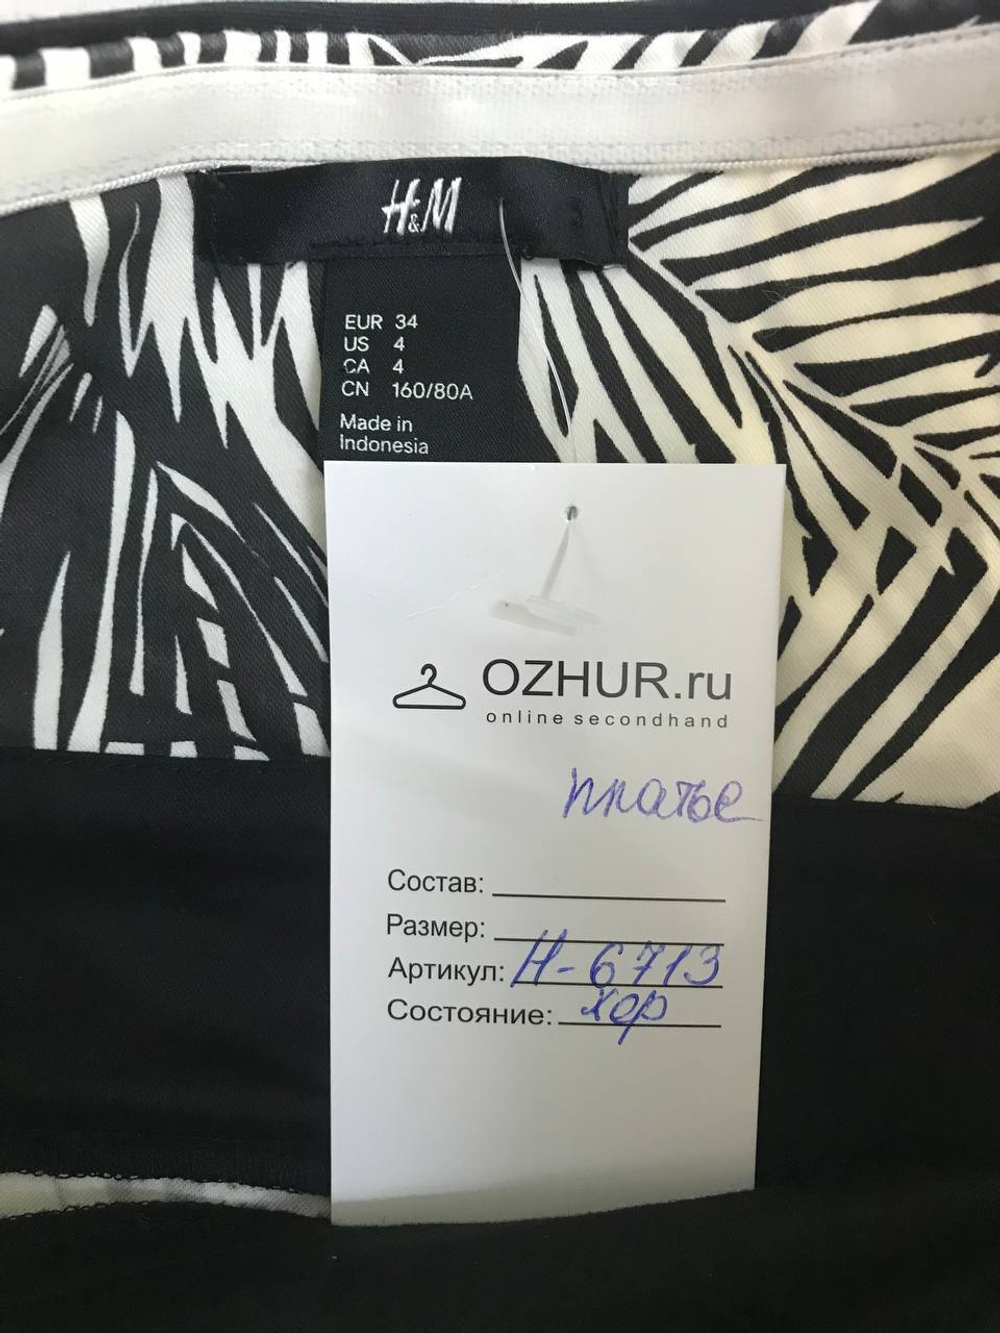 H&M
EUR 34
US 4
CA 4
CN 160/80A
Made in
Indonesia
OZHUR.ru
online secondhand
платье
Состав:
Размер:
Артикул: Н-6713
Состояние: хор